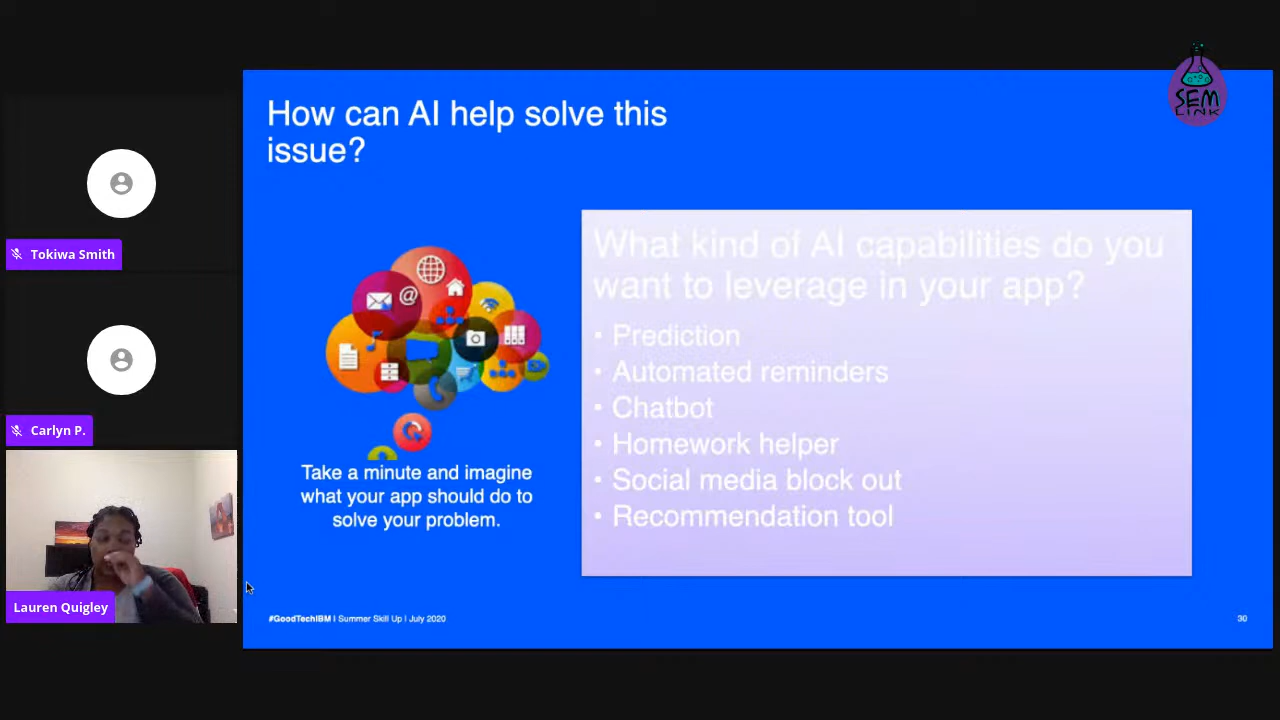 SEM
LINK
How can AI help solve this
issue?
What kind of AI capabilities do you
want to leverage in your app?
• Prediction
• Automated reminders
• Chatbot
• Homework helper
• Social media block out
• Recommendation tool
@
Take a minute and imagine
what your app should do to
solve your problem.
#GoodTechIBM | Summer Skill Up | July 2020
30
Tokiwa Smith
Carlyn P.
Lauren Quigley